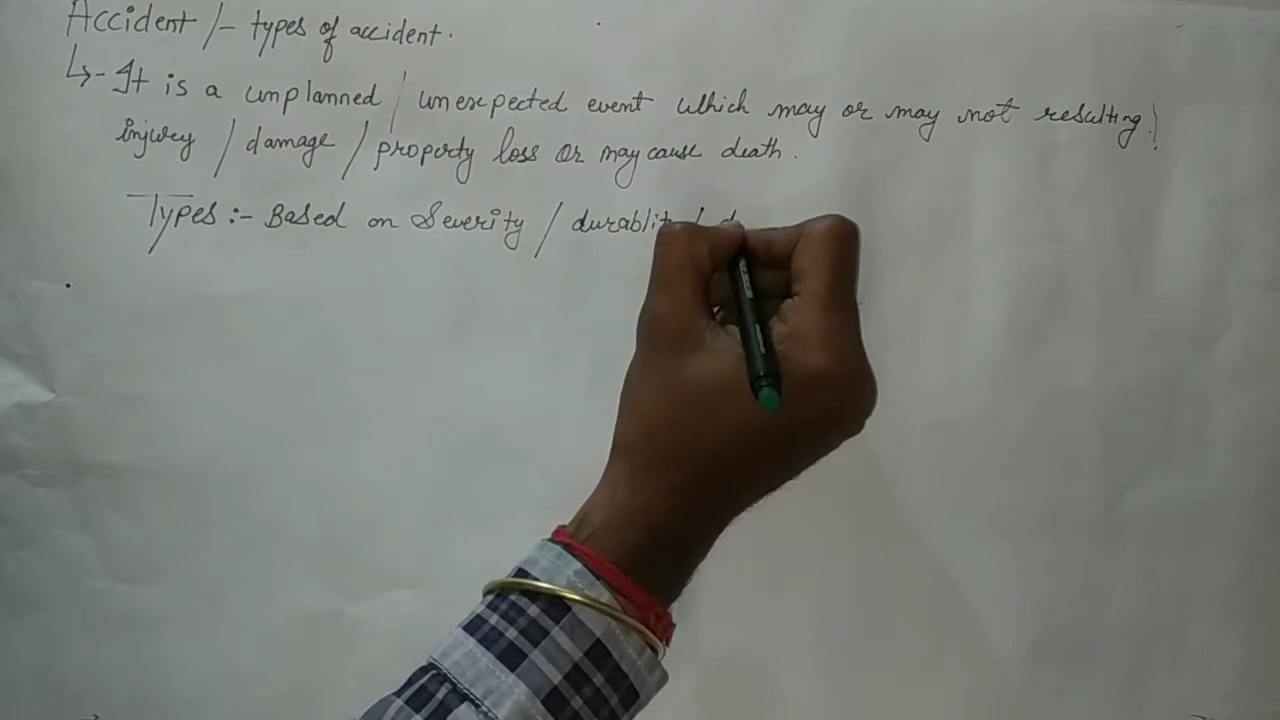 Accident /- types of accident.
↳- It is a unplanned / unexpected event which may or may not resulting /
injury / damage / property loss or may cause death.
Types :- Based on Severity / durablity / d